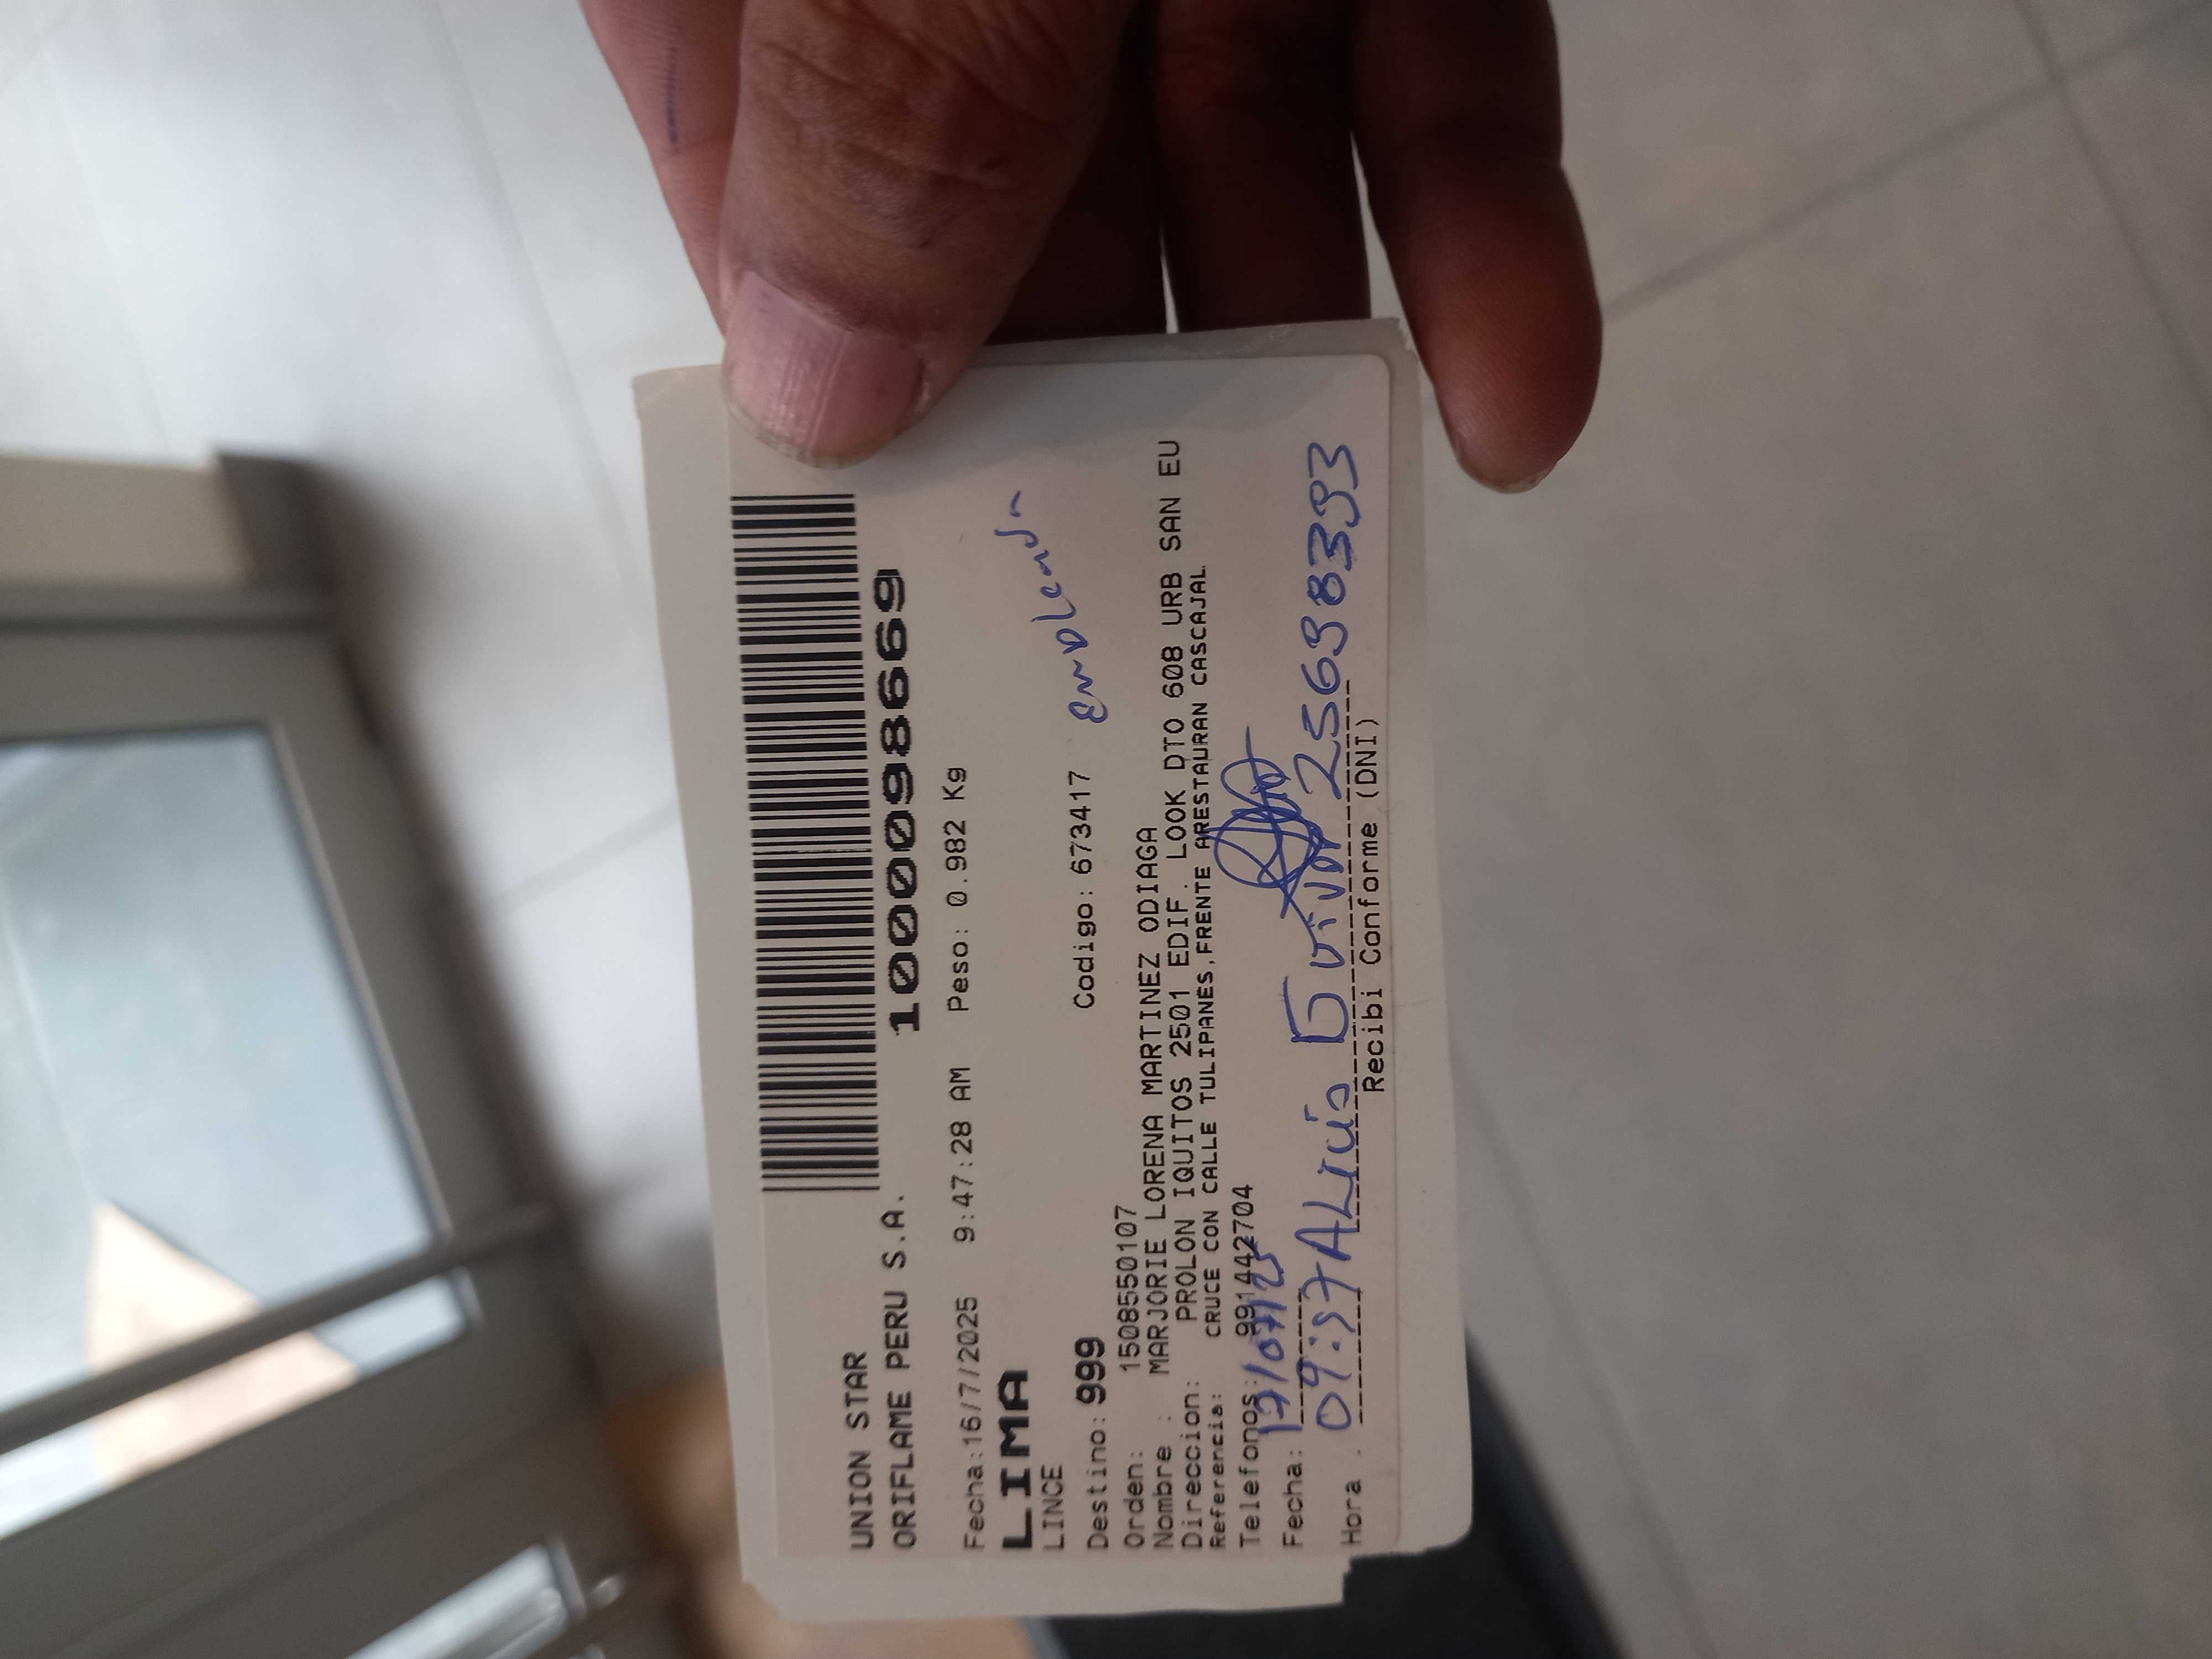 UNION STAR
ORIFLAME PERU S.A.
10000098669
Fecha:16/7/2025 9:47:28 AM Peso: 0.982 Kg
LIMA
LINCE
Destino: 999 Codigo: 673417
Orden: 15085550107
Nombre : MARJORIE LORENA MARTINEZ ODIAGA
Direccion: PROLON IQUITOS 2501 EDIF. LOOK DTO 608 URB SAN EU
Referencia: CRUCE CON CALLE TULIPANES,FRENTE ARESTAURAN CASCAJAL
Telefonos: 991442704
Fecha: 17/07/25
Hora . 09:57 ALicia
Recibi Conforme (DNI)